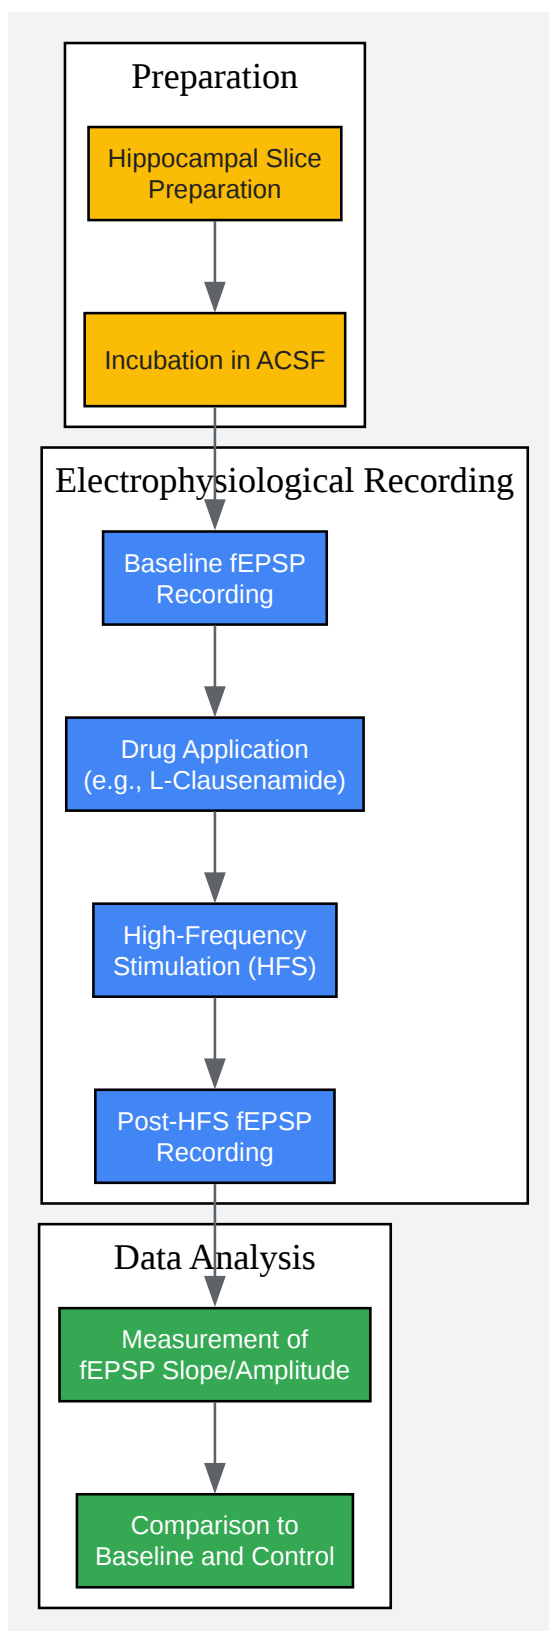 Preparation
Hippocampal Slice
Preparation
Incubation in ACSF
Electrophysiological Recording
Baseline fEPSP
Recording
Drug Application
(e.g., L-Clausenamide)
High-Frequency
Stimulation (HFS)
Post-HFS fEPSP
Recording
Data Analysis
Measurement of
fEPSP Slope/Amplitude
Comparison to
Baseline and Control